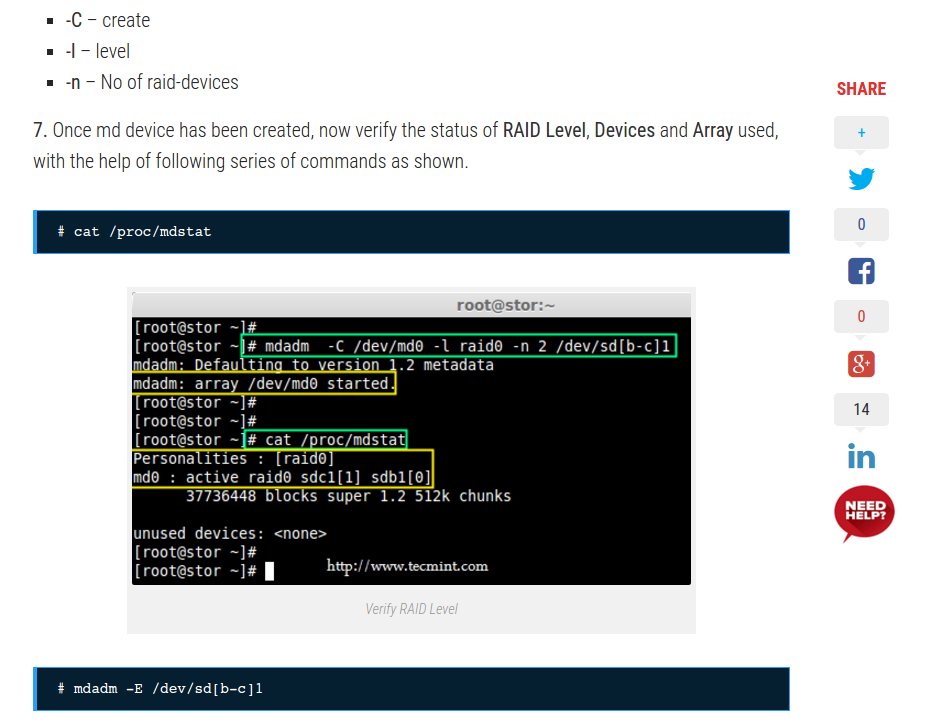 -C – create
-l – level
-n – No of raid-devices
7. Once md device has been created, now verify the status of RAID Level, Devices and Array used,
with the help of following series of commands as shown.
# cat /proc/mdstat
root@stor:~
[root@stor ~]#
[root@stor ~]# mdadm  -C /dev/md0 -l raid0 -n 2 /dev/sd[b-c]1
mdadm: Defaulting to version 1.2 metadata
mdadm: array /dev/md0 started.
[root@stor ~]#
[root@stor ~]#
[root@stor ~]# cat /proc/mdstat
Personalities : [raid0]
md0 : active raid0 sdc1[1] sdb1[0]
      37736448 blocks super 1.2 512k chunks
unused devices: <none>
[root@stor ~]#
[root@stor ~]#
http://www.tecmint.com
Verify RAID Level
# mdadm -E /dev/sd[b-c]1
SHARE
+
0
0
g+
14
in
NEED
HELP?